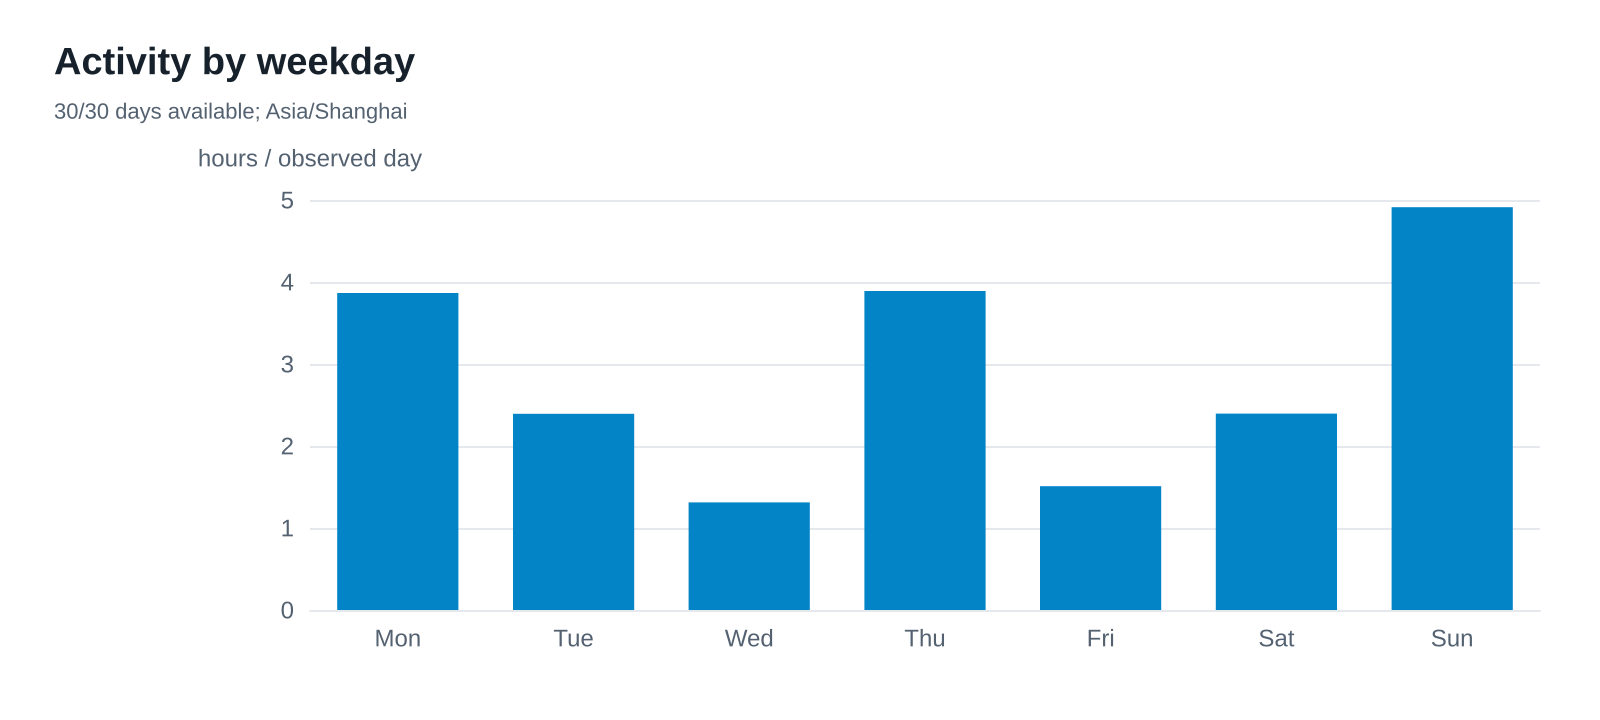 Activity by weekday
30/30 days available; Asia/Shanghai
hours / observed day
5
4
3
2
1
0
Mon Tue Wed Thu Fri Sat Sun